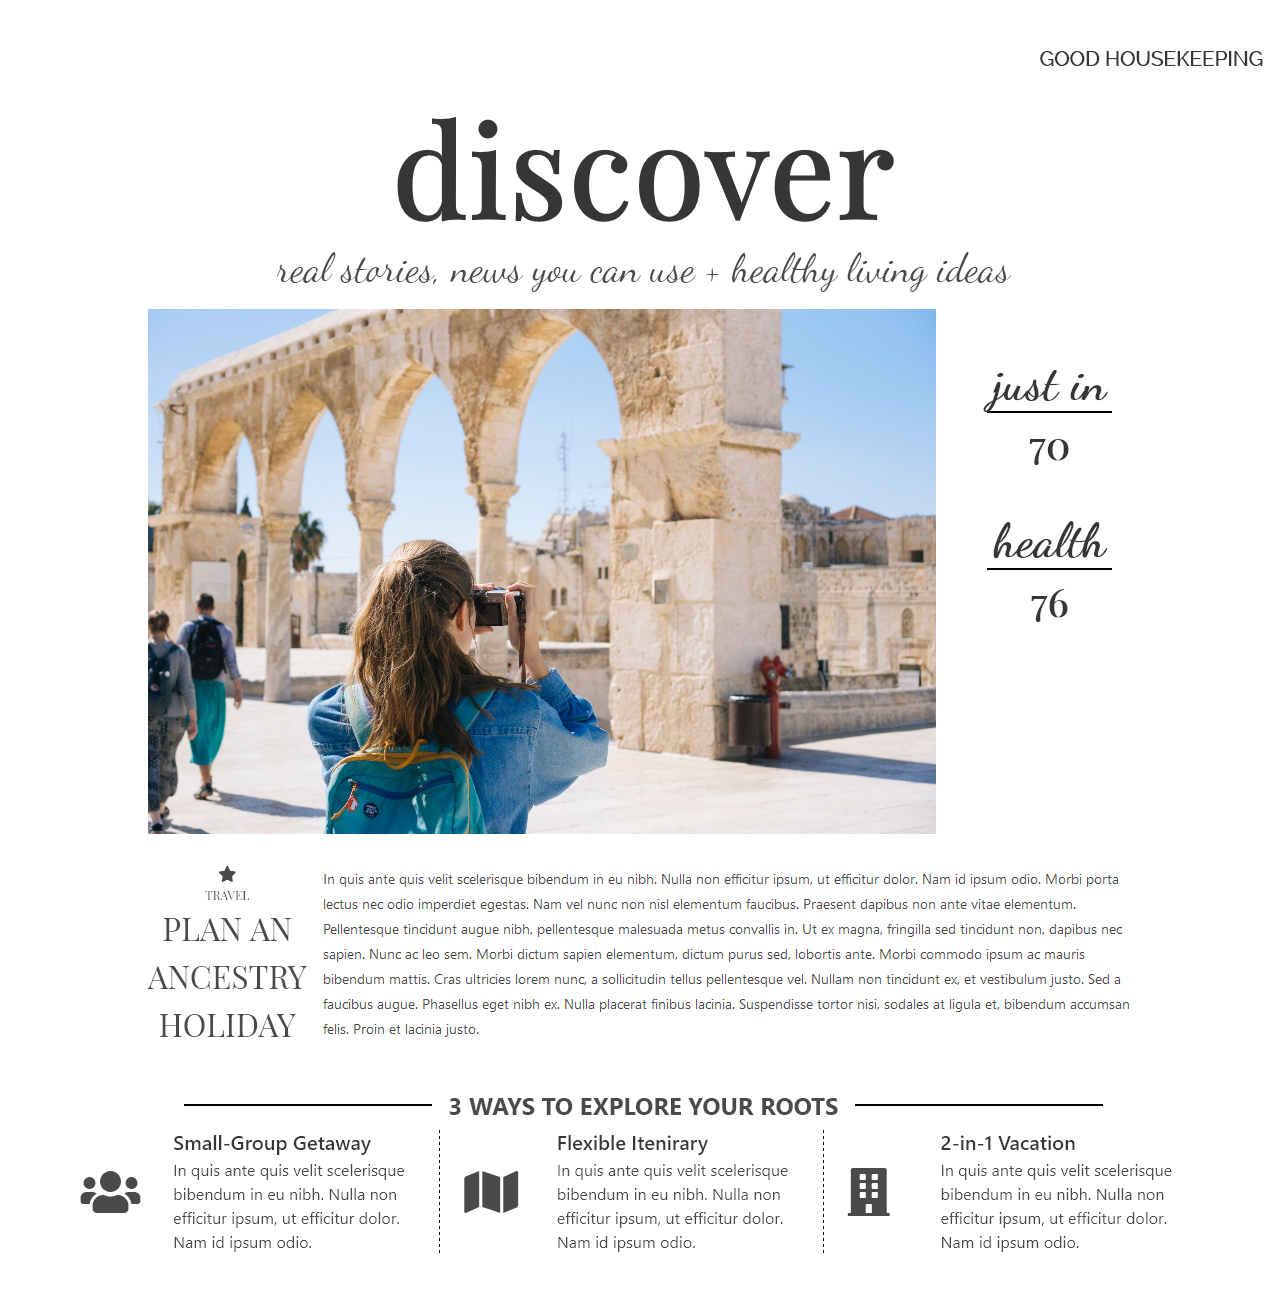 GOOD HOUSEKEEPING
discover
real stories, news you can use + healthy living ideas
just in
70
health
76
TRAVEL
PLAN AN
ANCESTRY
HOLIDAY
In quis ante quis velit scelerisque bibendum in eu nibh. Nulla non efficitur ipsum, ut efficitur dolor. Nam id ipsum odio. Morbi porta
lectus nec odio imperdiet egestas. Nam vel nunc non nisl elementum faucibus. Praesent dapibus non ante vitae elementum.
Pellentesque tincidunt augue nibh, pellentesque malesuada metus convallis in. Ut ex magna, fringilla sed tincidunt non, dapibus nec
sapien. Nunc ac leo sem. Morbi dictum sapien elementum, dictum purus sed, lobortis ante. Morbi commodo ipsum ac mauris
bibendum mattis. Cras ultricies lorem nunc, a sollicitudin tellus pellentesque vel. Nullam non tincidunt ex, et vestibulum justo. Sed a
faucibus augue. Phasellus eget nibh ex. Nulla placerat finibus lacinia. Suspendisse tortor nisi, sodales at ligula et, bibendum accumsan
felis. Proin et lacinia justo.
3 WAYS TO EXPLORE YOUR ROOTS
Small-Group Getaway
In quis ante quis velit scelerisque
bibendum in eu nibh. Nulla non
efficitur ipsum, ut efficitur dolor.
Nam id ipsum odio.
Flexible Itenirary
In quis ante quis velit scelerisque
bibendum in eu nibh. Nulla non
efficitur ipsum, ut efficitur dolor.
Nam id ipsum odio.
2-in-1 Vacation
In quis ante quis velit scelerisque
bibendum in eu nibh. Nulla non
efficitur ipsum, ut efficitur dolor.
Nam id ipsum odio.